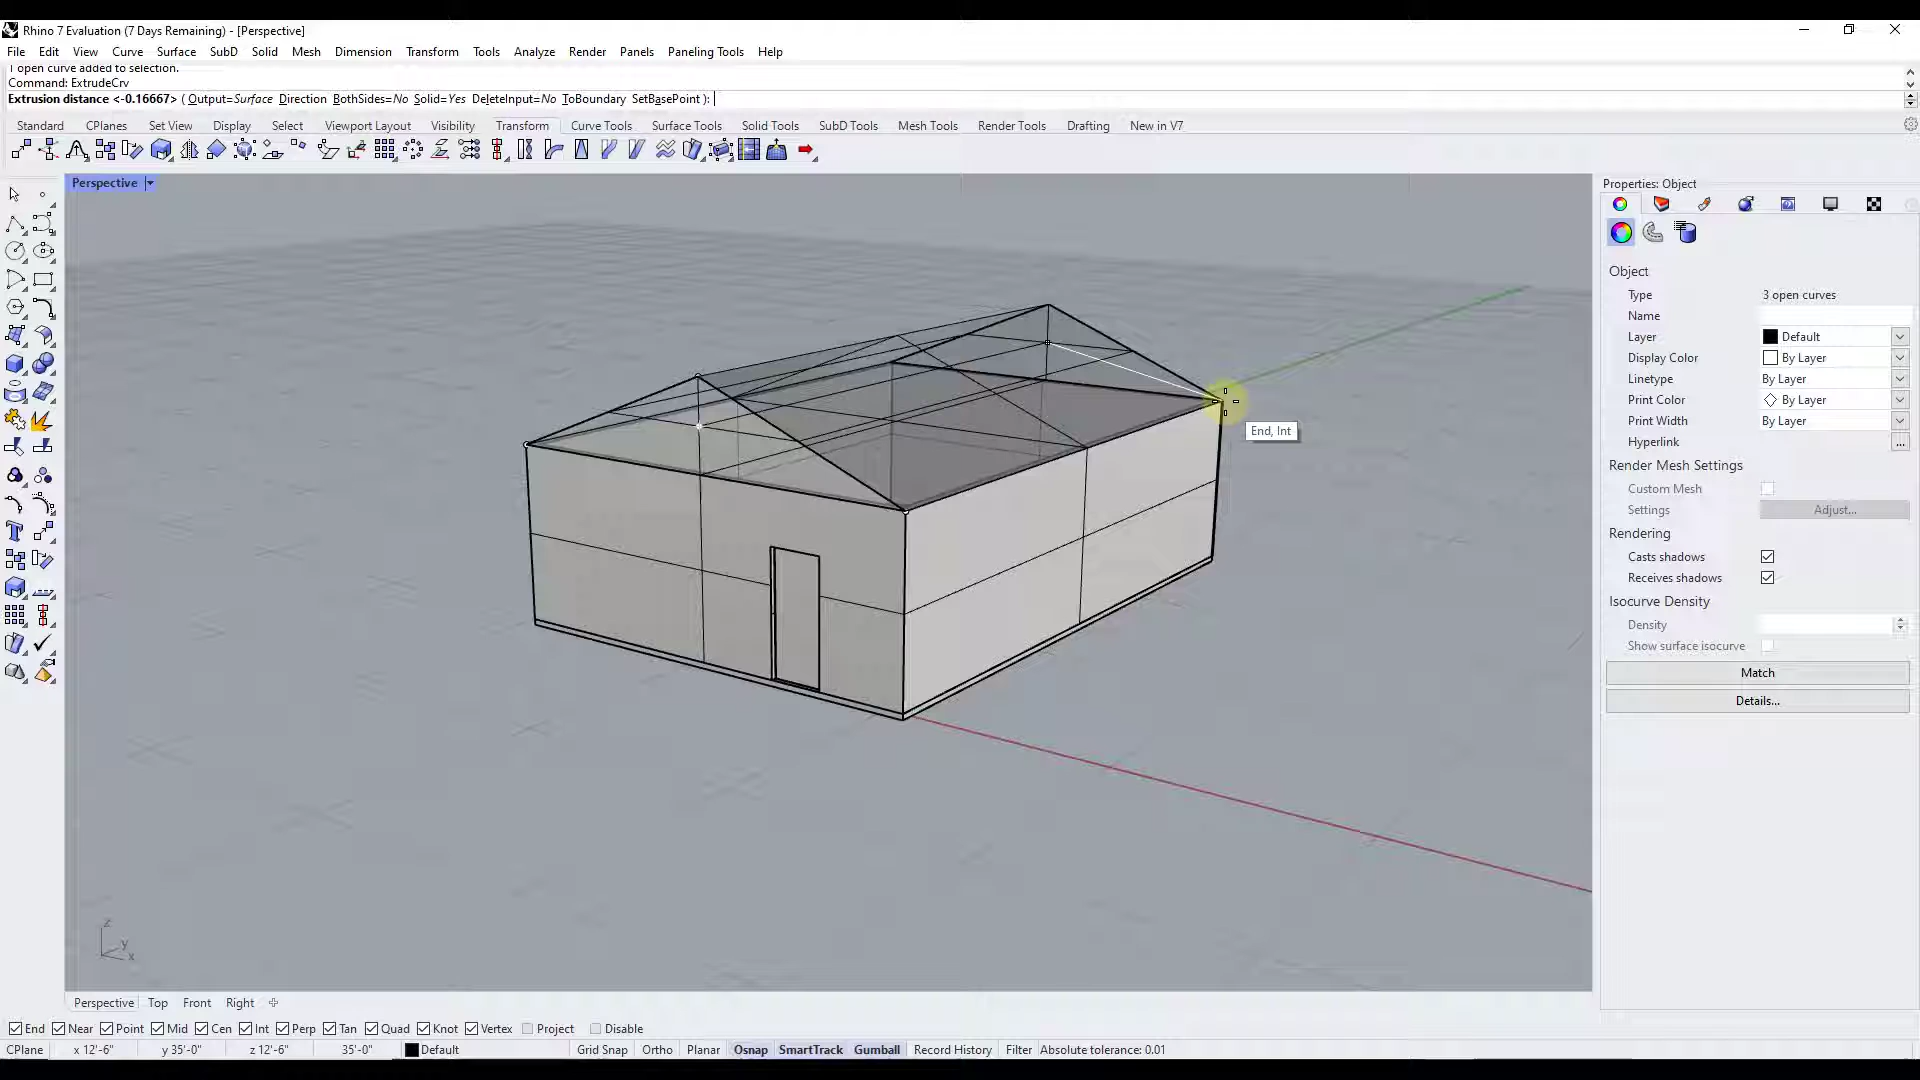 Rhino 7 Evaluation (7 Days Remaining) - [Perspective]
File Edit View Curve Surface SubD Solid Mesh Dimension Transform Tools Analyze Render Panels Paneling Tools Help
1 open curve added to selection.
Command: ExtrudeCrv
Extrusion distance <-0.16667> ( Output=Surface Direction BothSides=No Solid=Yes DeleteInput=No ToBoundary SetBasePoint ):
Standard CPlanes Set View Display Select Viewport Layout Visibility Transform Curve Tools Surface Tools Solid Tools SubD Tools Mesh Tools Render Tools Drafting New in V7
Perspective
Properties: Object
Object
Type 3 open curves
Name
Layer Default
Display Color By Layer
Linetype By Layer
Print Color By Layer
Print Width By Layer
Hyperlink ...
Render Mesh Settings
Custom Mesh
Settings Adjust...
Rendering
Casts shadows
Receives shadows
Isocurve Density
Density
Show surface isocurve
Match
Details...
End, Int
z
y
x
Perspective Top Front Right
End Near Point Mid Cen Int Perp Tan Quad Knot Vertex Project Disable
CPlane x 12'-6" y 35'-0" z 12'-6" 35'-0" Default Grid Snap Ortho Planar Osnap SmartTrack Gumball Record History Filter Absolute tolerance: 0.01